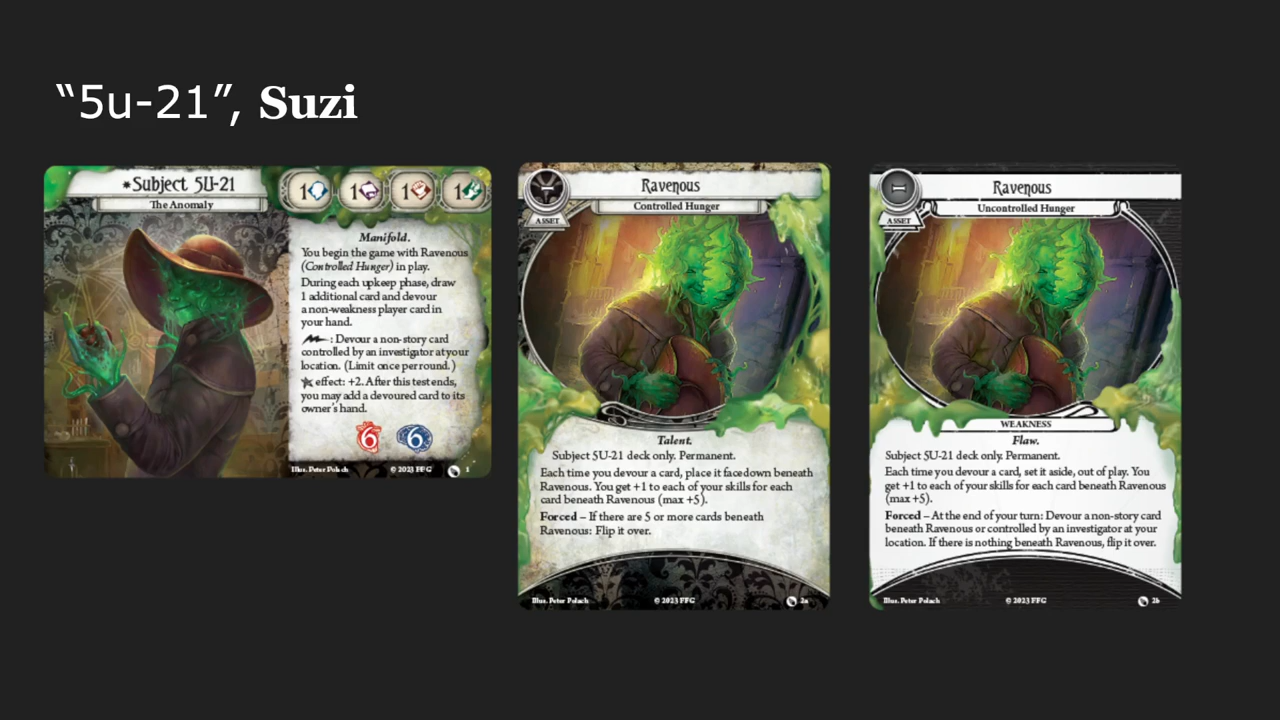 “5u-21”, Suzi
*Subject 5U-21
The Anomaly
1 1 1 1
Manifold.
You begin the game with Ravenous
(Controlled Hunger) in play.
During each upkeep phase, draw
1 additional card and devour
a non-weakness player card in
your hand.
: Devour a non-story card
controlled by an investigator at your
location. (Limit once per round.)
effect: +2. After this test ends,
you may add a devoured card to its
owner's hand.
6 6
Illus. Peter Polach © 2023 FFG 1
Ravenous
Controlled Hunger
ASSET
Talent.
Subject 5U-21 deck only. Permanent.
Each time you devour a card, place it facedown beneath
Ravenous. You get +1 to each of your skills for each
card beneath Ravenous (max +5).
Forced – If there are 5 or more cards beneath
Ravenous: Flip it over.
Illus. Peter Polach © 2023 FFG 2a
Ravenous
Uncontrolled Hunger
ASSET
WEAKNESS
Flaw.
Subject 5U-21 deck only. Permanent.
Each time you devour a card, set it aside, out of play. You
get +1 to each of your skills for each card beneath Ravenous
(max +5).
Forced – At the end of your turn: Devour a non-story card
beneath Ravenous or controlled by an investigator at your
location. If there is nothing beneath Ravenous, flip it over.
Illus. Peter Polach © 2023 FFG 2b